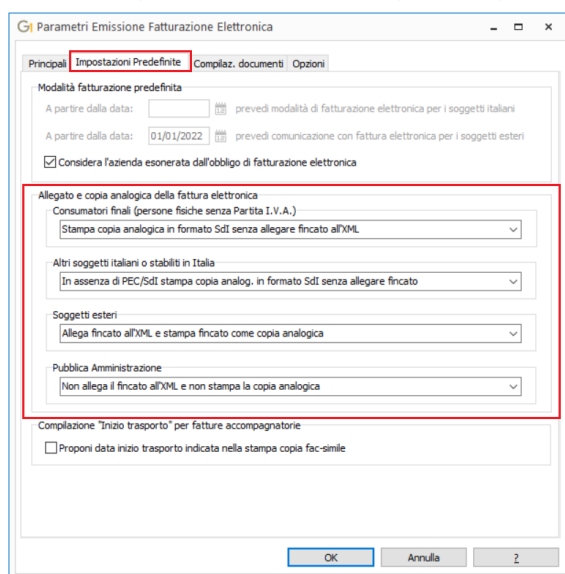 Parametri Emissione Fatturazione Elettronica
Principali Impostazioni Predefinite Compilaz. documenti Opzioni
Modalità fatturazione predefinita
A partire dalla data: prevedi modalità di fatturazione elettronica per i soggetti italiani
A partire dalla data: 01/01/2022 prevedi comunicazione con fattura elettronica per i soggetti esteri
Considera l'azienda esonerata dall'obbligo di fatturazione elettronica
Allegato e copia analogica della fattura elettronica
Consumatori finali (persone fisiche senza Partita I.V.A.)
Stampa copia analogica in formato SdI senza allegare fincato all'XML
Altri soggetti italiani o stabiliti in Italia
In assenza di PEC/SdI stampa copia analog. in formato SdI senza allegare fincato
Soggetti esteri
Allega fincato all'XML e stampa fincato come copia analogica
Pubblica Amministrazione
Non allega il fincato all'XML e non stampa la copia analogica
Compilazione "Inizio trasporto" per fatture accompagnatorie
Proponi data inizio trasporto indicata nella stampa copia fac-simile
OK Annulla ?